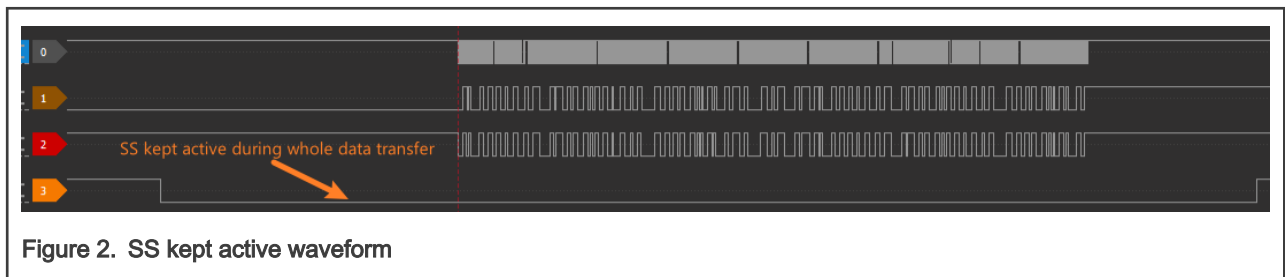 0
1
2
SS kept active during whole data transfer
3
Figure 2. SS kept active waveform